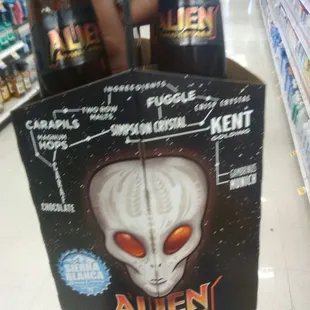 ALIEN
ALIEN
INGREDIENTS
TWO ROW
MALTS
FUGGLE
CRISP CRYSTAL
CARAPILS
MAGNUM
HOPS
SIMPSON CRYSTAL
KENT
GOLDING
GAMBRINUS
MUNICH
CHOCOLATE
SIERRA
BLANCA
ALIEN